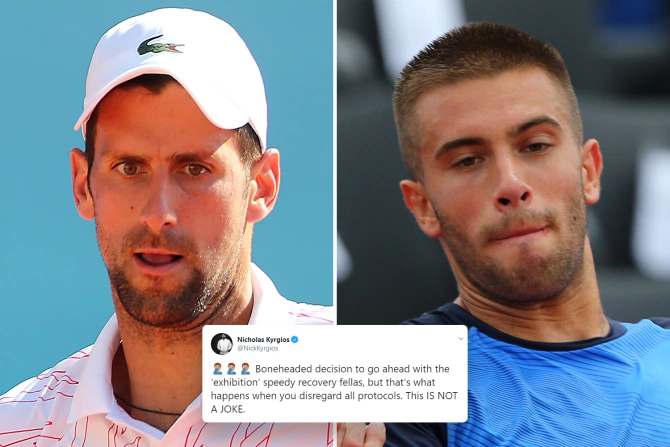 Nicholas Kyrgios
@NickKyrgios
🤦🏽‍♂️🤦🏽‍♂️🤦🏽‍♂️ Boneheaded decision to go ahead with the
‘exhibition’ speedy recovery fellas, but that’s what
happens when you disregard all protocols. This IS NOT
A JOKE.